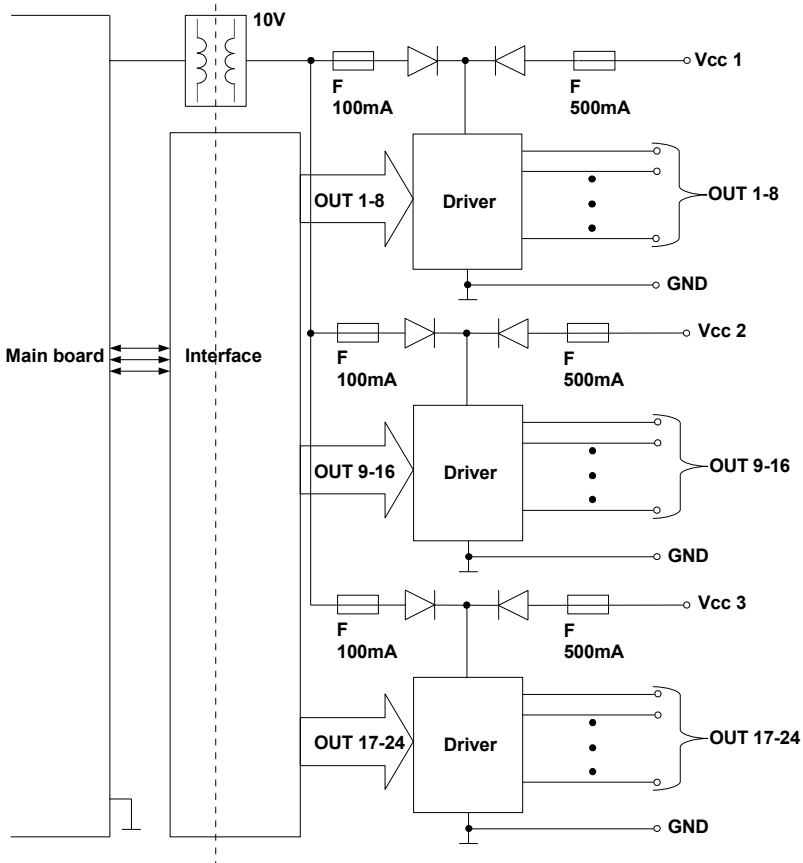 10V
Vcc 1
F
100mA
F
500mA
OUT 1-8
Driver
OUT 1-8
GND
Vcc 2
F
100mA
F
500mA
Main board
Interface
OUT 9-16
Driver
OUT 9-16
GND
Vcc 3
F
100mA
F
500mA
OUT 17-24
Driver
OUT 17-24
GND